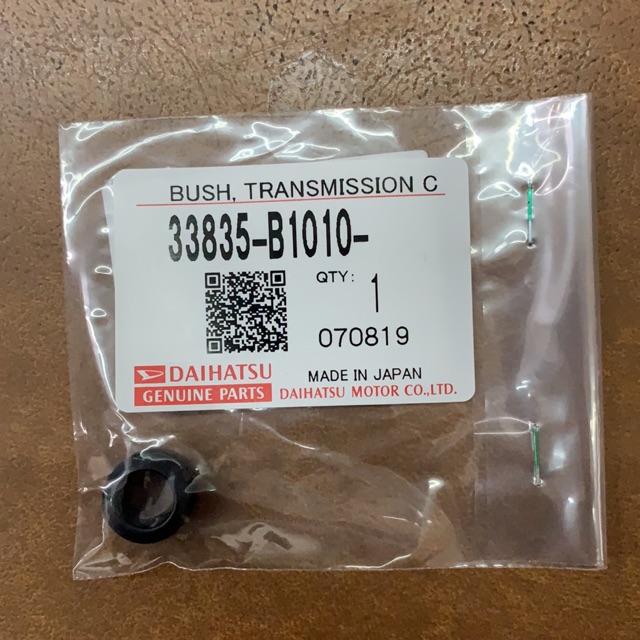 BUSH, TRANSMISSION C
33835-B1010-
QTY: 1
070819
DAIHATSU
GENUINE PARTS
MADE IN JAPAN
DAIHATSU MOTOR CO.,LTD.